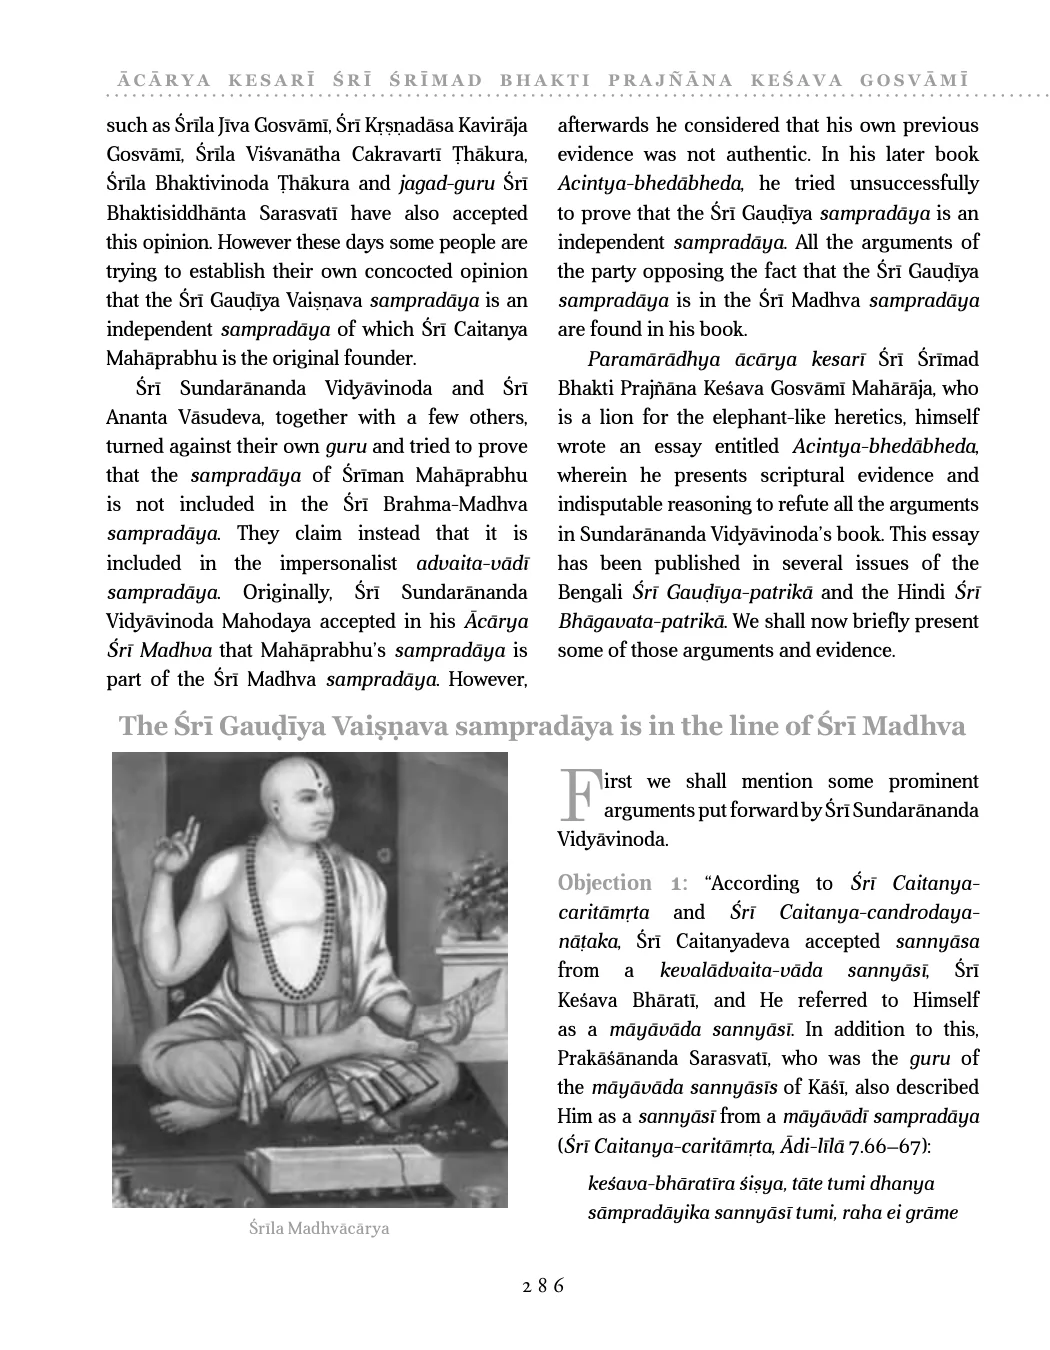 ĀCĀRYA KESARĪ ŚRĪ ŚRĪMAD BHAKTI PRAJÑĀNA KEŚAVA GOSVĀMĪ
such as Śrīla Jīva Gosvāmī, Śrī Kṛṣṇadāsa Kavirāja
Gosvāmī, Śrīla Viśvanātha Cakravartī Ṭhākura,
Śrīla Bhaktivinoda Ṭhākura and jagad-guru Śrī
Bhaktisiddhānta Sarasvatī have also accepted
this opinion. However these days some people are
trying to establish their own concocted opinion
that the Śrī Gauḍīya Vaiṣṇava sampradāya is an
independent sampradāya of which Śrī Caitanya
Mahāprabhu is the original founder.
Śrī Sundarānanda Vidyāvinoda and Śrī
Ananta Vāsudeva, together with a few others,
turned against their own guru and tried to prove
that the sampradāya of Śrīman Mahāprabhu
is not included in the Śrī Brahma-Madhva
sampradāya. They claim instead that it is
included in the impersonalist advaita-vādī
sampradāya. Originally, Śrī Sundarānanda
Vidyāvinoda Mahodaya accepted in his Ācārya
Śrī Madhva that Mahāprabhu's sampradāya is
part of the Śrī Madhva sampradāya. However,
afterwards he considered that his own previous
evidence was not authentic. In his later book
Acintya-bhedābheda, he tried unsuccessfully
to prove that the Śrī Gauḍīya sampradāya is an
independent sampradāya. All the arguments of
the party opposing the fact that the Śrī Gauḍīya
sampradāya is in the Śrī Madhva sampradāya
are found in his book.
Paramārādhya ācārya kesarī Śrī Śrīmad
Bhakti Prajñāna Keśava Gosvāmī Mahārāja, who
is a lion for the elephant-like heretics, himself
wrote an essay entitled Acintya-bhedābheda,
wherein he presents scriptural evidence and
indisputable reasoning to refute all the arguments
in Sundarānanda Vidyāvinoda's book. This essay
has been published in several issues of the
Bengali Śrī Gauḍīya-patrikā and the Hindi Śrī
Bhāgavata-patrikā. We shall now briefly present
some of those arguments and evidence.
The Śrī Gauḍīya Vaiṣṇava sampradāya is in the line of Śrī Madhva
First we shall mention some prominent
arguments put forward by Śrī Sundarānanda
Vidyāvinoda.
Objection 1: “According to Śrī Caitanya-
caritāmṛta and Śrī Caitanya-candrodaya-
nāṭaka, Śrī Caitanyadeva accepted sannyāsa
from a kevalādvaita-vāda sannyāsī, Śrī
Keśava Bhāratī, and He referred to Himself
as a māyāvāda sannyāsī. In addition to this,
Prakāśānanda Sarasvatī, who was the guru of
the māyāvāda sannyāsīs of Kāśī, also described
Him as a sannyāsī from a māyāvādī sampradāya
(Śrī Caitanya-caritāmṛta, Ādi-līlā 7.66–67):
keśava-bhāratīra śiṣya, tāte tumi dhanya
sāmpradāyika sannyāsī tumi, raha ei grāme
Śrīla Madhvācārya
286